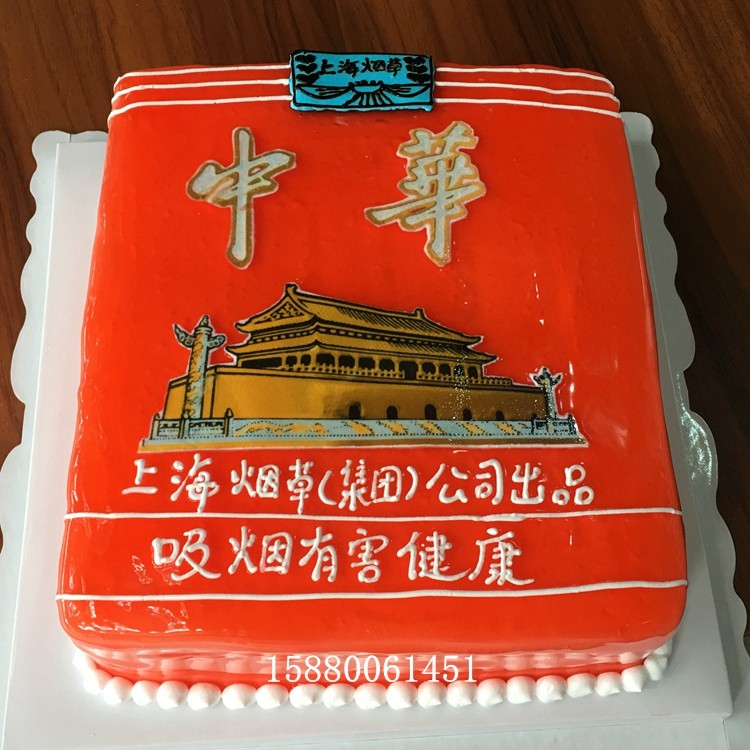 上海烟草
中華
上海烟草(集团)公司出品
吸烟有害健康
15880061451